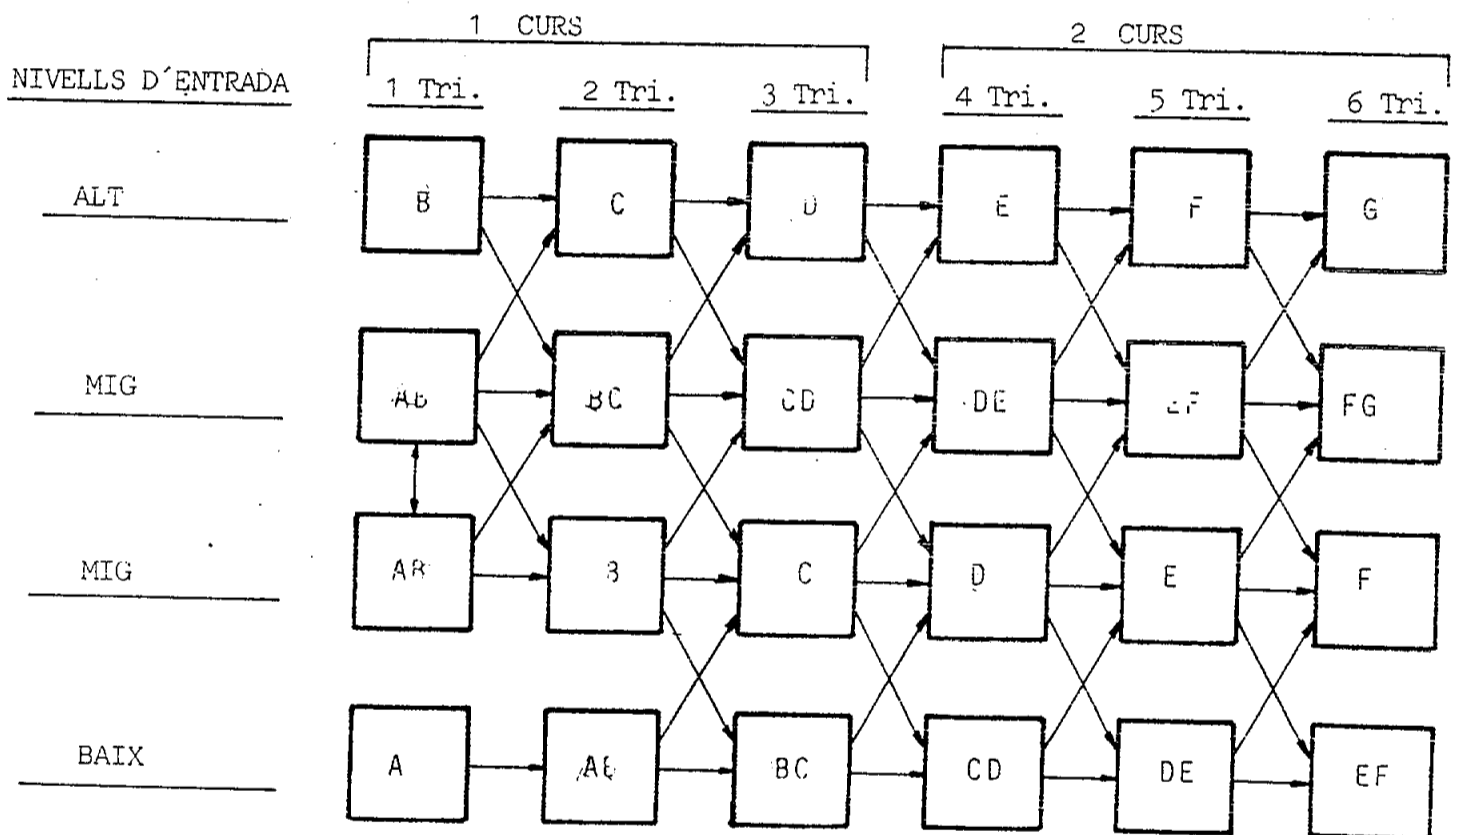 1 CURS
2 CURS
NIVELLS D´ENTRADA
1 Tri. 2 Tri. 3 Tri. 4 Tri. 5 Tri. 6 Tri.
ALT B C D E F G
MIG AB BC CD DE EF FG
MIG AB B C D E F
BAIX A AB BC CD DE EF